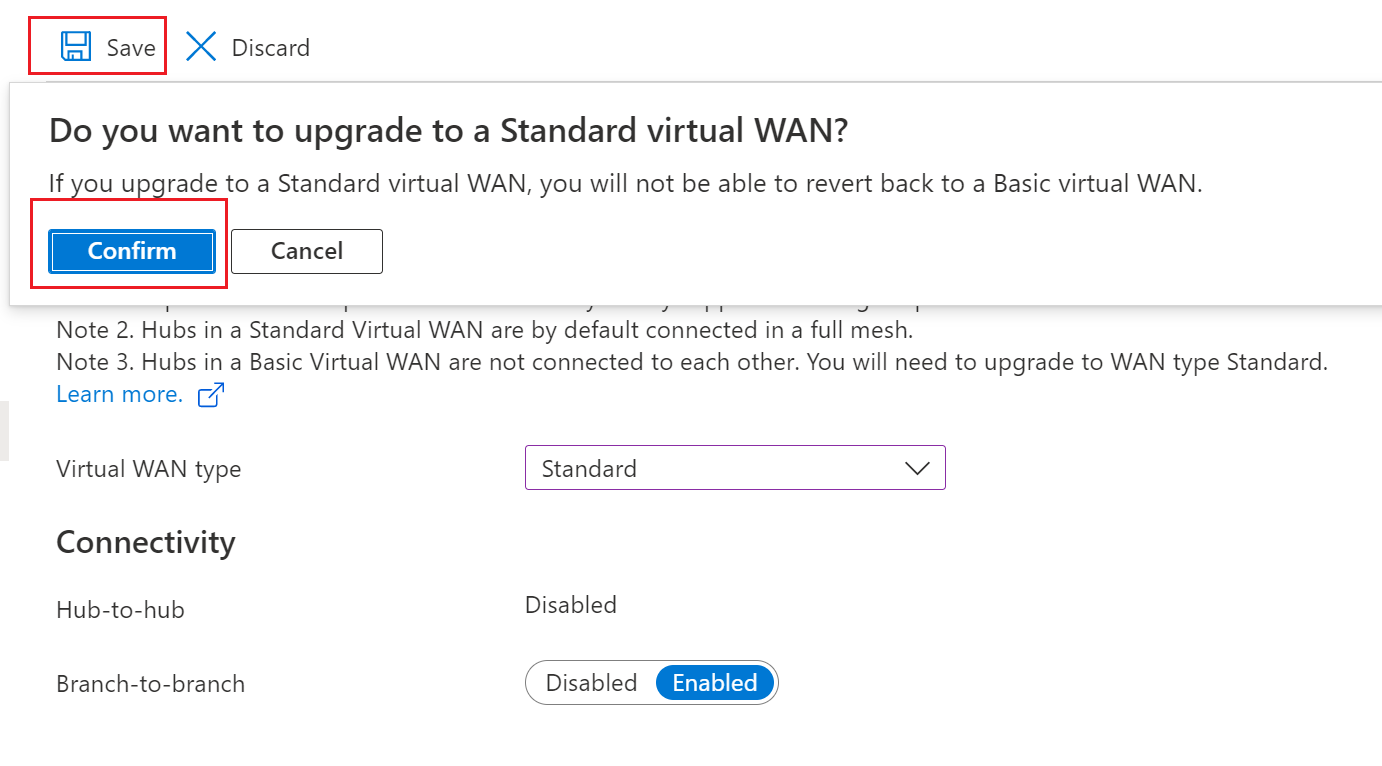 Save Discard
Do you want to upgrade to a Standard virtual WAN?
If you upgrade to a Standard virtual WAN, you will not be able to revert back to a Basic virtual WAN.
Confirm Cancel
Note 2. Hubs in a Standard Virtual WAN are by default connected in a full mesh.
Note 3. Hubs in a Basic Virtual WAN are not connected to each other. You will need to upgrade to WAN type Standard.
Learn more.
Virtual WAN type Standard
Connectivity
Hub-to-hub Disabled
Branch-to-branch Disabled Enabled